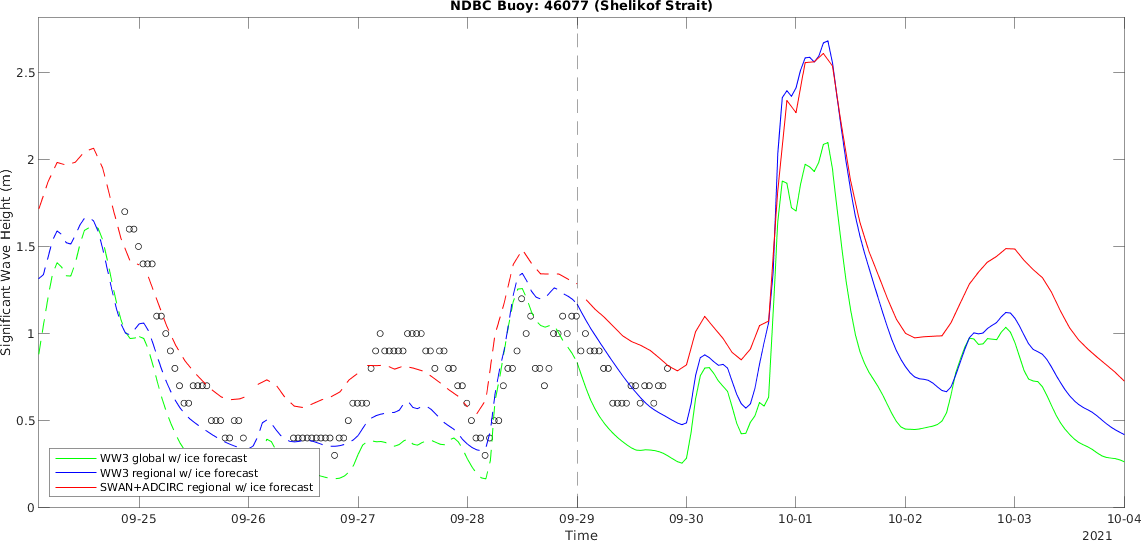 NDBC Buoy: 46077 (Shelikof Strait)
Significant Wave Height (m)
2.5
2
1.5
1
0.5
0
WW3 global w/ ice forecast
WW3 regional w/ ice forecast
SWAN+ADCIRC regional w/ ice forecast
09-25 09-26 09-27 09-28 09-29 09-30 10-01 10-02 10-03 10-04
Time
2021